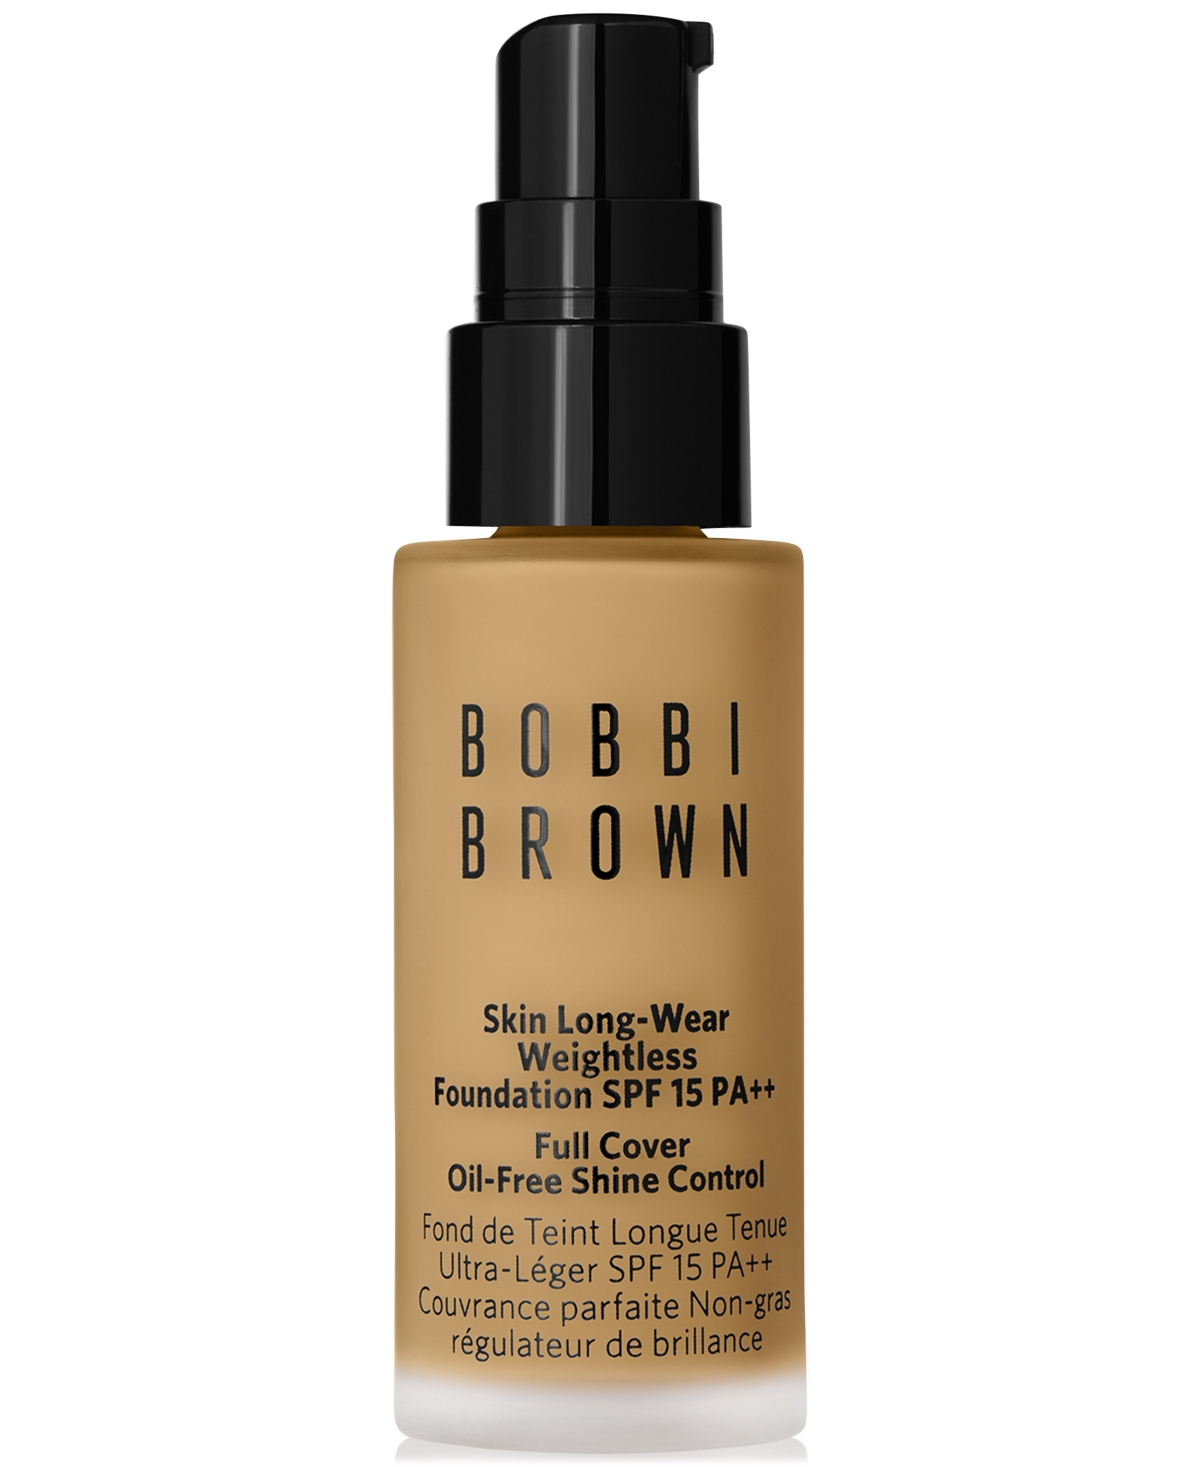 BOBBI
BROWN
Skin Long-Wear
Weightless
Foundation SPF 15 PA++
Full Cover
Oil-Free Shine Control
Fond de Teint Longue Tenue
Ultra-Léger SPF 15 PA++
Couvrance parfaite Non-gras
régulateur de brillance